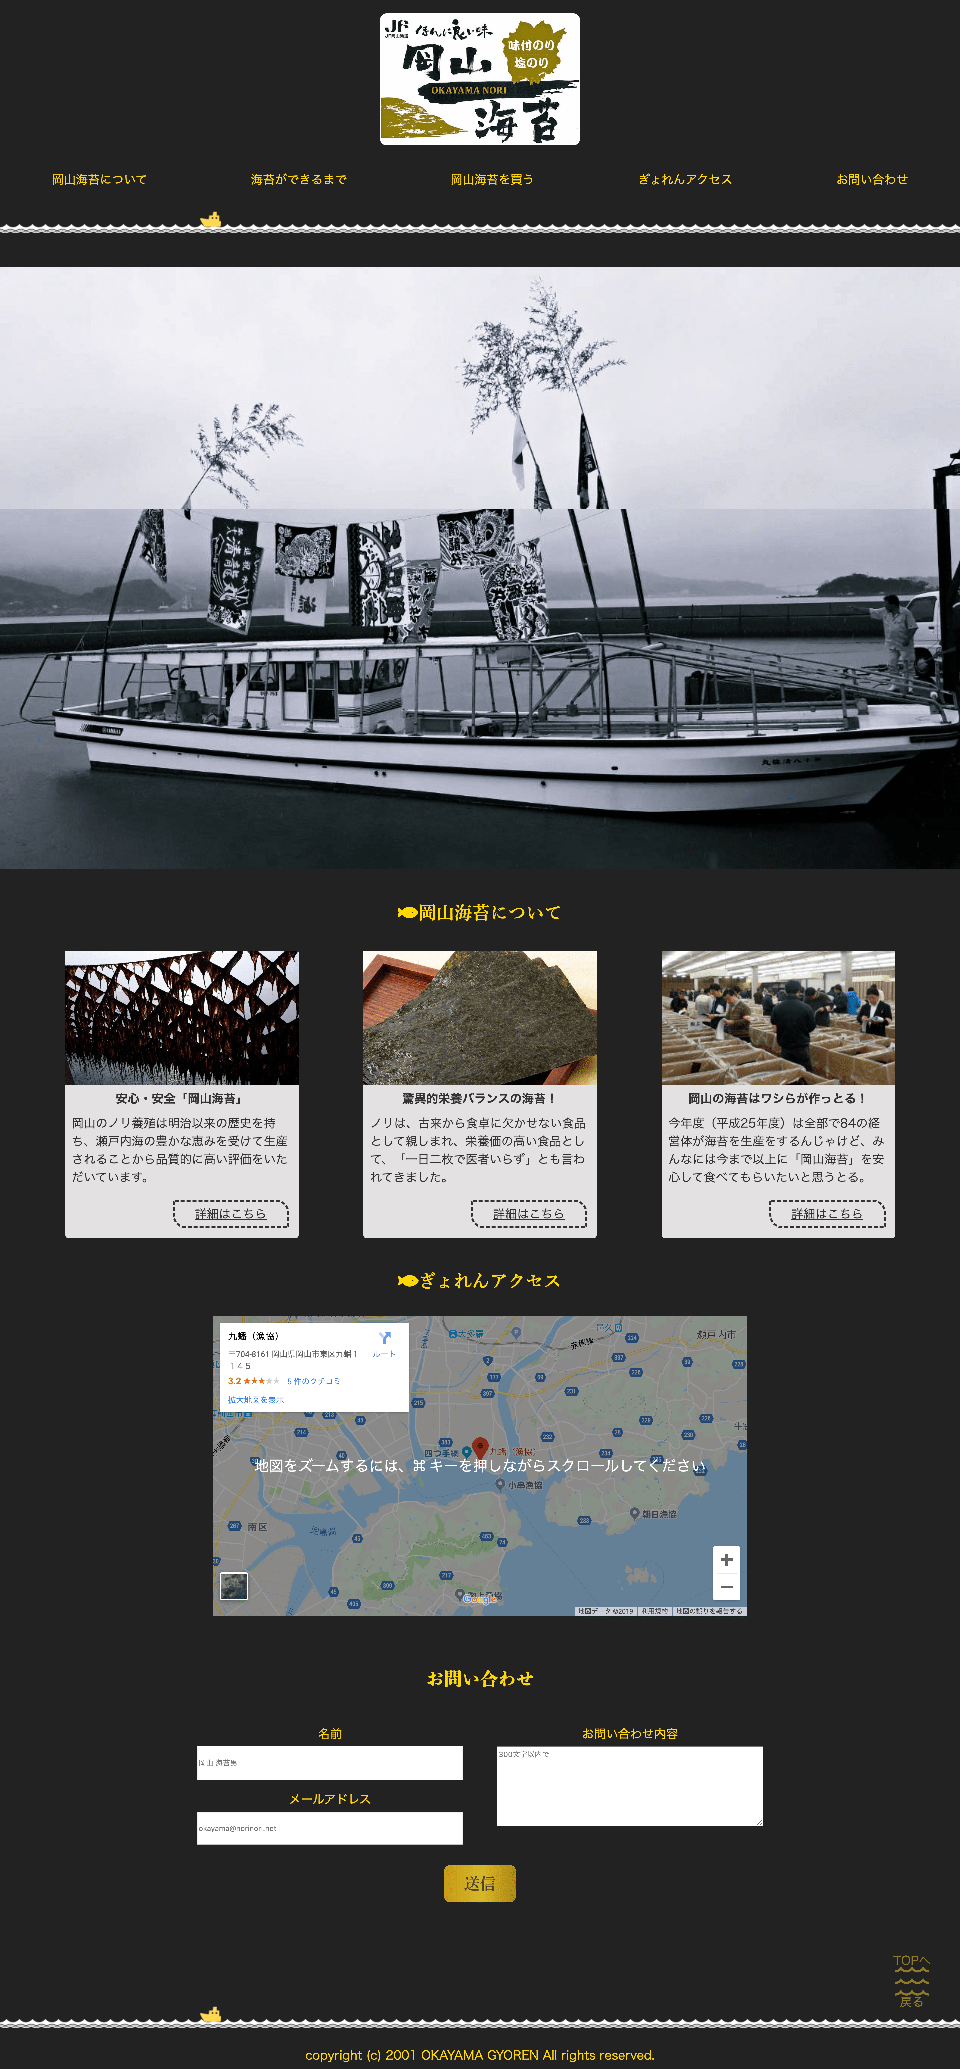 JF
ほんに良い味
味付のり
塩のり
岡山
OKAYAMA NORI
海苔
岡山海苔について
海苔ができるまで
岡山海苔を買う
ぎょれんアクセス
お問い合わせ
岡山海苔について
安心・安全「岡山海苔」
岡山のノリ養殖は明治以来の歴史を持
ち、瀬戸内海の豊かな恵みを受けて生産
されることから品質的に高い評価をいた
だいています。
詳細はこちら
驚異的栄養バランスの海苔！
ノリは、古来から食卓に欠かせない食品
として親しまれ、栄養価の高い食品とし
て、「一日二枚で医者いらず」とも言わ
れてきました。
詳細はこちら
岡山の海苔はワシらが作っとる！
今年度（平成25年度）は全部で84の経
営体が海苔を生産をするんじゃけど、み
んなには今まで以上に「岡山海苔」を安
心して食べてもらいたいと思うとる。
詳細はこちら
ぎょれんアクセス
九蟠（漁協）
〒704-8161 岡山県岡山市東区九蟠１
１４５
ルート
3.2 ★★★★★ 5 件のクチコミ
拡大地図を表示
瀬戸内市
四つ手網
九蟠（漁協）
地図をズームするには、⌘ キーを押しながらスクロールしてください
小串漁協
朝日漁協
南区
Google
地図データ ©2019
利用規約
地図の誤りを報告する
お問い合わせ
名前
岡山 海苔男
メールアドレス
okayama@norinori.net
お問い合わせ内容
300文字以内で
送信
TOPへ
戻る
copyright (c) 2001 OKAYAMA GYOREN All rights reserved.